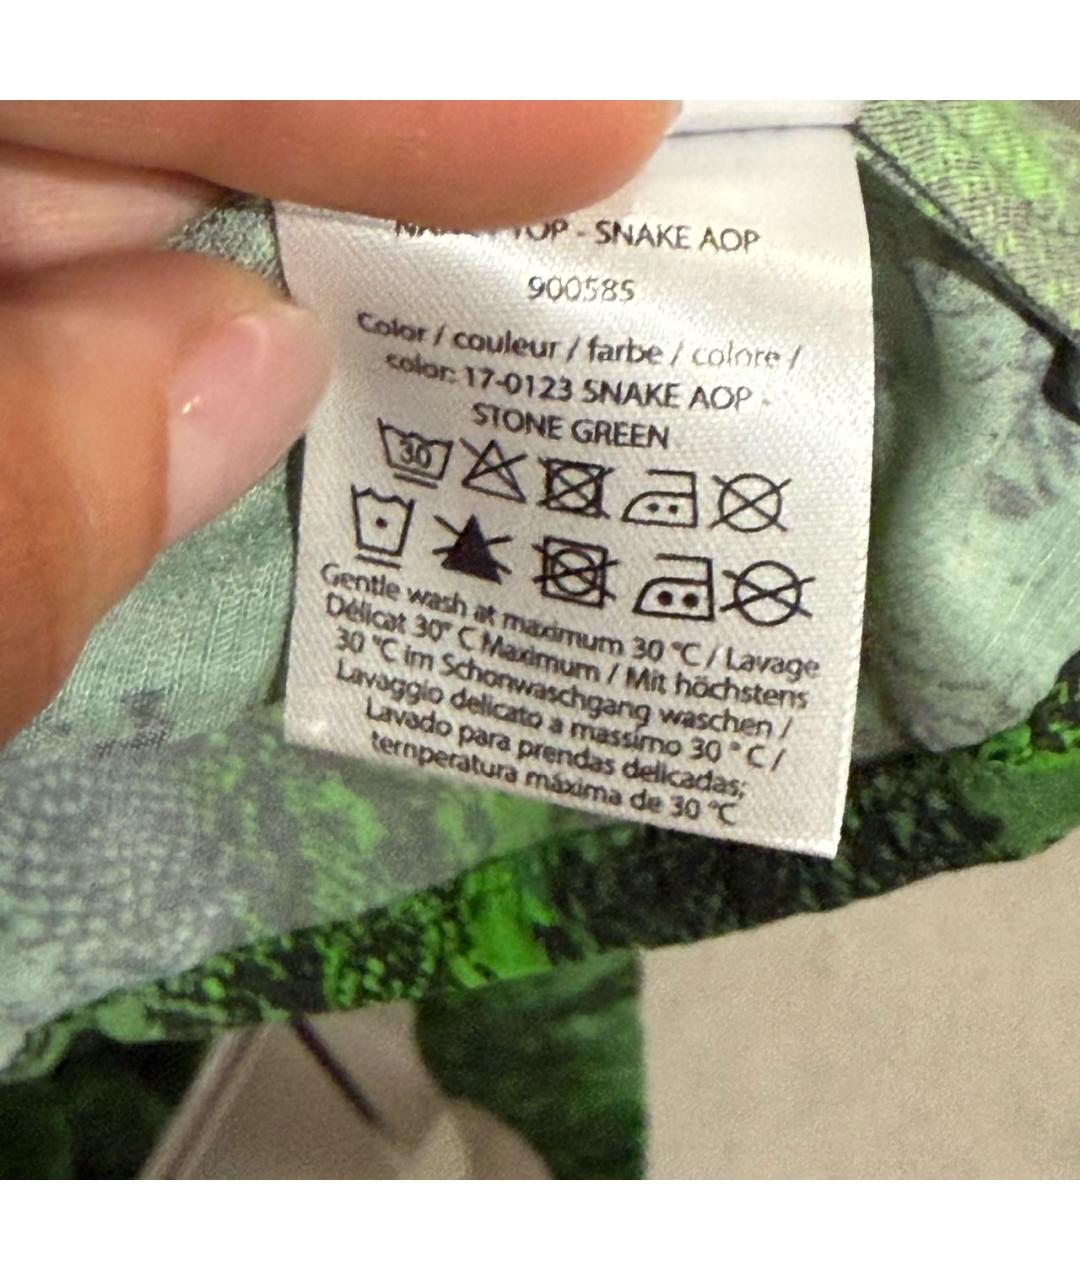 TOP - SNAKE AOP
900585
Color / couleur / farbe / colore /
color: 17-0123 SNAKE AOP -
STONE GREEN
30
Gentle wash at maximum 30 °C / Lavage
Délicat 30° C Maximum / Mit höchstens
30 °C im Schonwaschgang waschen /
Lavaggio delicato a massimo 30 ° C /
Lavado para prendas delicadas;
temperatura máxima de 30 °C